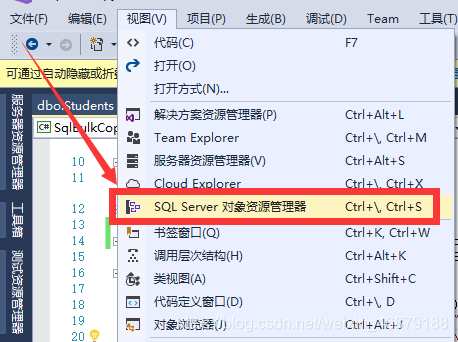 文件(F) 编辑(E) 视图(V) 项目(P) 生成(B) 调试(D) Team 工具(T)
代码(C) F7
打开(O)
打开方式(N)...
解决方案资源管理器(P) Ctrl+Alt+L
Team Explorer Ctrl+\, Ctrl+M
服务器资源管理器(V) Ctrl+Alt+S
Cloud Explorer Ctrl+\, Ctrl+X
SQL Server 对象资源管理器 Ctrl+\, Ctrl+S
书签窗口(Q) Ctrl+K, Ctrl+W
调用层次结构(H) Ctrl+Alt+K
类视图(A) Ctrl+Shift+C
代码定义窗口(D) Ctrl+\, D
对象浏览器(J) Ctrl+Alt+J
可通过自动隐藏或折
dbo.Students
SqlBulkCop
10
11
12
13
14
15
16
17
18
19
20
服务器资源管理器
工具箱
测试资源管理器